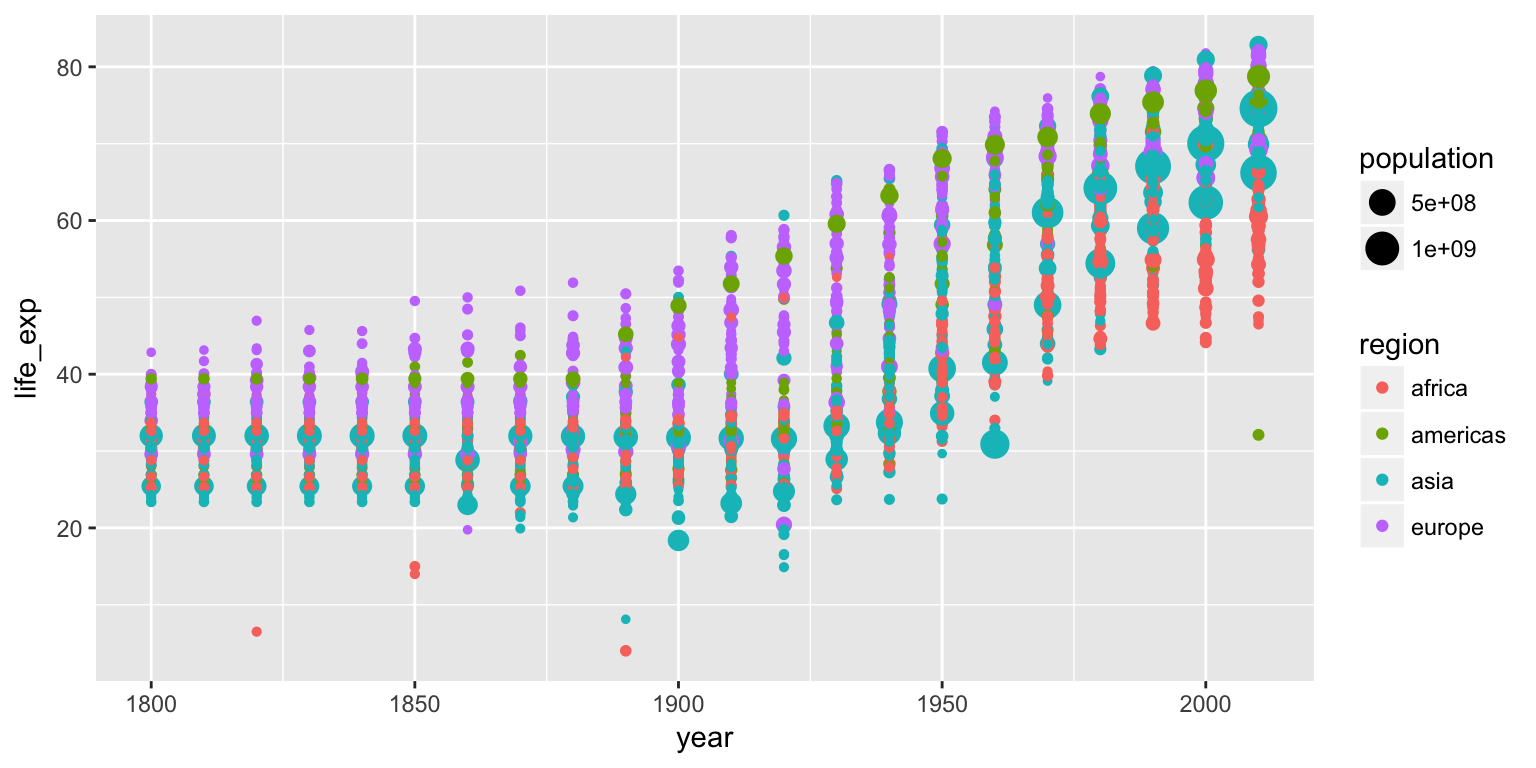 80
60
40
20
life_exp
1800 1850 1900 1950 2000
year
population
5e+08
1e+09
region
africa
americas
asia
europe